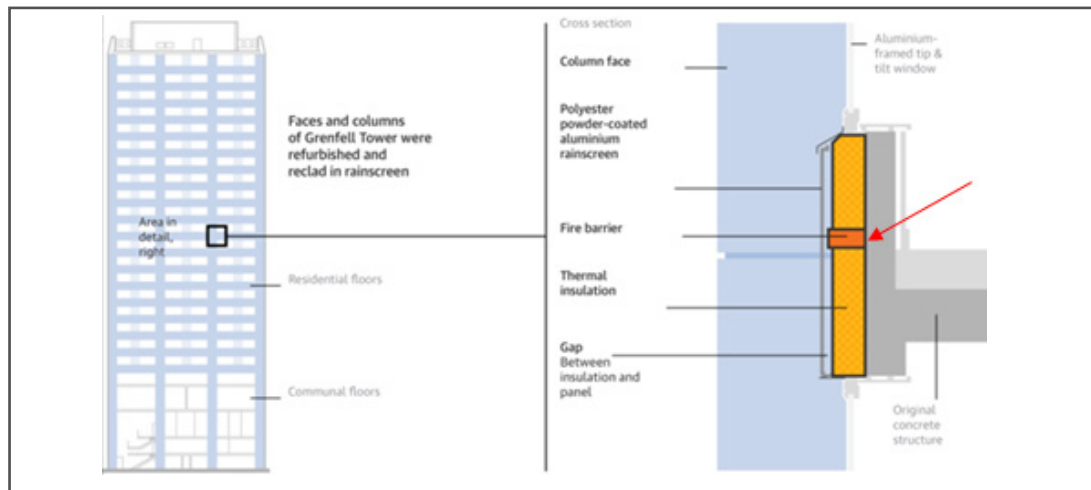 Faces and columns
of Grenfell Tower were
refurbished and
reclad in rainscreen
Area in
detail,
right
Residential floors
Communal floors
Cross section
Column face
Polyester
powder-coated
aluminium
rainscreen
Fire barrier
Thermal
insulation
Gap
Between
insulation and
panel
Aluminium-
framed tip &
tilt window
Original
concrete
structure